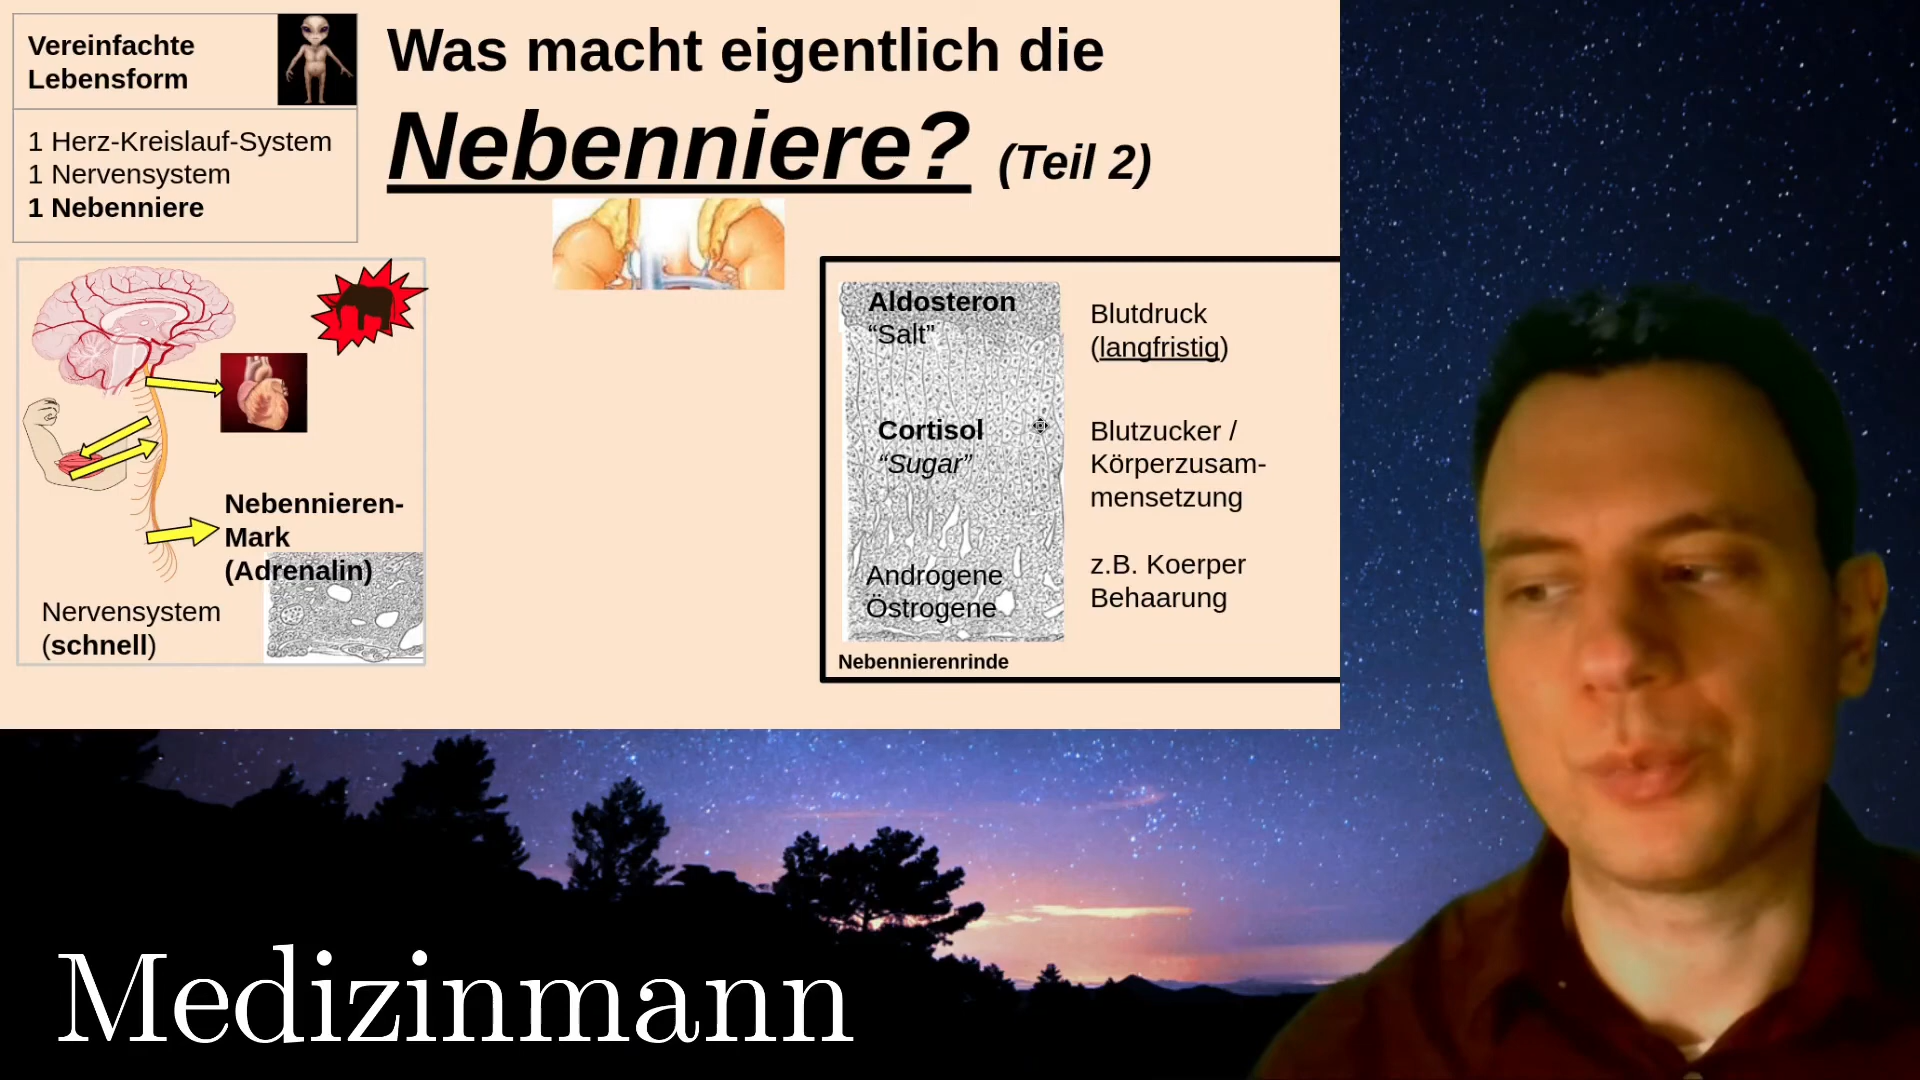 Vereinfachte
Lebensform
1 Herz-Kreislauf-System
1 Nervensystem
1 Nebenniere
Was macht eigentlich die
Nebenniere? (Teil 2)
Nebennieren-
Mark
(Adrenalin)
Nervensystem
(schnell)
Aldosteron
“Salt”
Blutdruck
(langfristig)
Cortisol
“Sugar”
Blutzucker /
Körperzusam-
mensetzung
Androgene
Östrogene
z.B. Koerper
Behaarung
Nebennierenrinde
Medizinmann